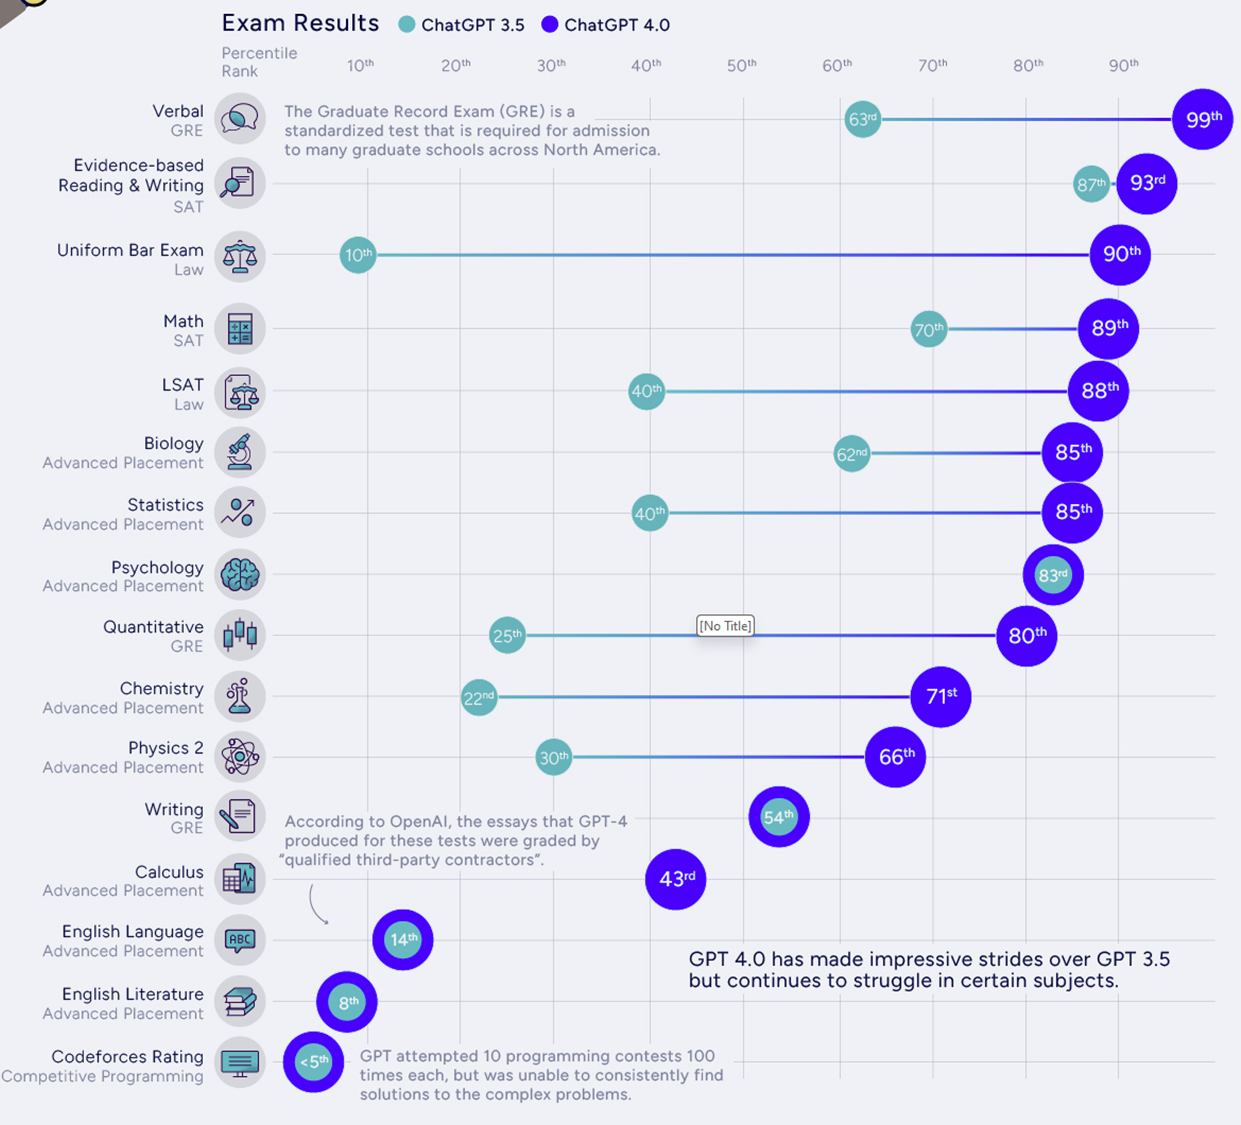 Exam Results ChatGPT 3.5 ChatGPT 4.0
Percentile
Rank
10th 20th 30th 40th 50th 60th 70th 80th 90th
Verbal
GRE
The Graduate Record Exam (GRE) is a
standardized test that is required for admission
to many graduate schools across North America.
63rd 99th
Evidence-based
Reading & Writing
SAT
87th 93rd
Uniform Bar Exam
Law
10th 90th
Math
SAT
70th 89th
LSAT
Law
40th 88th
Biology
Advanced Placement
62nd 85th
Statistics
Advanced Placement
40th 85th
Psychology
Advanced Placement
83rd
Quantitative
GRE
25th [No Title] 80th
Chemistry
Advanced Placement
22nd 71st
Physics 2
Advanced Placement
30th 66th
Writing
GRE
54th
According to OpenAI, the essays that GPT-4
produced for these tests were graded by
"qualified third-party contractors".
Calculus
Advanced Placement
43rd
English Language
Advanced Placement
ABC
14th
GPT 4.0 has made impressive strides over GPT 3.5
but continues to struggle in certain subjects.
English Literature
Advanced Placement
8th
Codeforces Rating
Competitive Programming
<5th
GPT attempted 10 programming contests 100
times each, but was unable to consistently find
solutions to the complex problems.